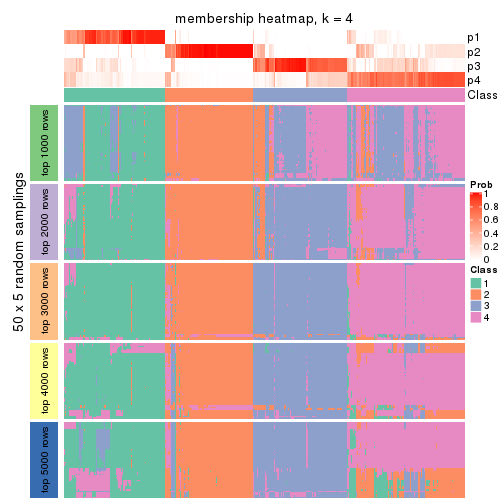 membership heatmap, k = 4
p1
p2
p3
p4
Class
50 x 5 random samplings
top 1000 rows
top 2000 rows
top 3000 rows
top 4000 rows
top 5000 rows
Prob
1
0.8
0.6
0.4
0.2
0
Class
1
2
3
4